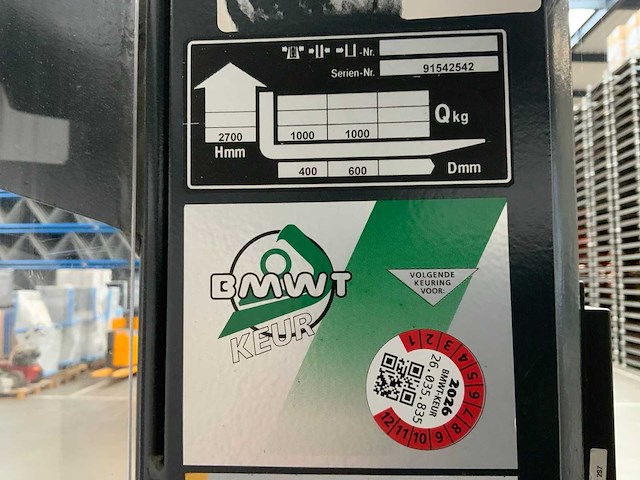 -Nr.
Serien-Nr. 91542542
Q kg
2700 1000 1000
Hmm
400 600 Dmm
BMWT
KEUR
VOLGENDE
KEURING
VOOR:
1 2 3 4 5 6 7 8 9 10 11 12
2026
BMWT-KEUR
26.035.835
287